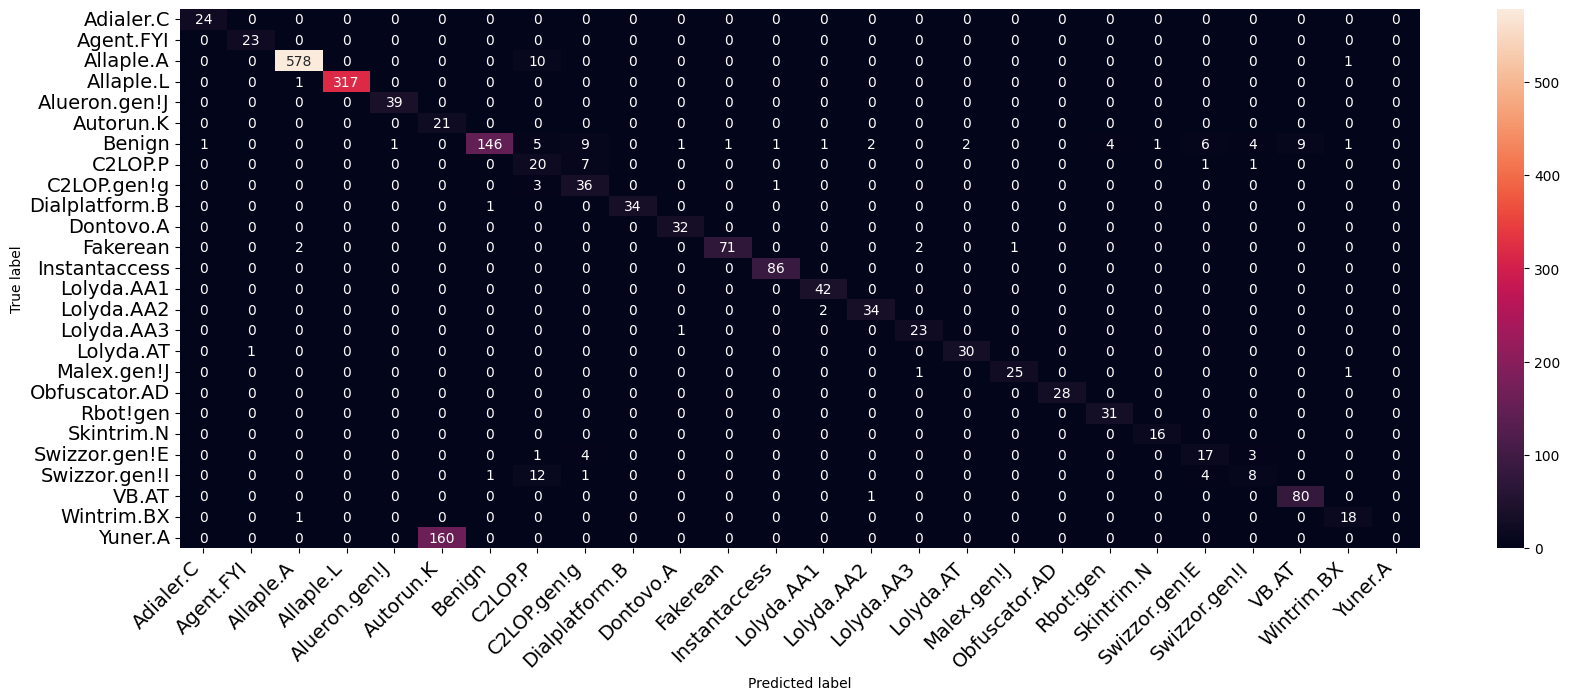 Adialer.C 24 0 0 0 0 0 0 0 0 0 0 0 0 0 0 0 0 0 0 0 0 0 0 0 0 0
Agent.FYI 0 23 0 0 0 0 0 0 0 0 0 0 0 0 0 0 0 0 0 0 0 0 0 0 0 0
Allaple.A 0 0 578 0 0 0 0 10 0 0 0 0 0 0 0 0 0 0 0 0 0 0 0 0 1 0
Allaple.L 0 0 1 317 0 0 0 0 0 0 0 0 0 0 0 0 0 0 0 0 0 0 0 0 0 0
Alueron.gen!J 0 0 0 0 39 0 0 0 0 0 0 0 0 0 0 0 0 0 0 0 0 0 0 0 0 0
Autorun.K 0 0 0 0 0 21 0 0 0 0 0 0 0 0 0 0 0 0 0 0 0 0 0 0 0 0
Benign 1 0 0 0 1 0 146 5 9 0 1 1 1 1 2 0 2 0 0 4 1 6 4 9 1 0
C2LOP.P 0 0 0 0 0 0 0 20 7 0 0 0 0 0 0 0 0 0 0 0 0 1 1 0 0 0
C2LOP.gen!g 0 0 0 0 0 0 0 3 36 0 0 0 1 0 0 0 0 0 0 0 0 0 0 0 0 0
Dialplatform.B 0 0 0 0 0 0 1 0 0 34 0 0 0 0 0 0 0 0 0 0 0 0 0 0 0 0
Dontovo.A 0 0 0 0 0 0 0 0 0 0 32 0 0 0 0 0 0 0 0 0 0 0 0 0 0 0
Fakerean 0 0 2 0 0 0 0 0 0 0 0 71 0 0 0 2 0 1 0 0 0 0 0 0 0 0
Instantaccess 0 0 0 0 0 0 0 0 0 0 0 0 86 0 0 0 0 0 0 0 0 0 0 0 0 0
Lolyda.AA1 0 0 0 0 0 0 0 0 0 0 0 0 0 42 0 0 0 0 0 0 0 0 0 0 0 0
Lolyda.AA2 0 0 0 0 0 0 0 0 0 0 0 0 0 2 34 0 0 0 0 0 0 0 0 0 0 0
Lolyda.AA3 0 0 0 0 0 0 0 0 0 0 1 0 0 0 0 23 0 0 0 0 0 0 0 0 0 0
Lolyda.AT 0 1 0 0 0 0 0 0 0 0 0 0 0 0 0 0 30 0 0 0 0 0 0 0 0 0
Malex.gen!J 0 0 0 0 0 0 0 0 0 0 0 0 0 0 0 1 0 25 0 0 0 0 0 0 1 0
Obfuscator.AD 0 0 0 0 0 0 0 0 0 0 0 0 0 0 0 0 0 0 28 0 0 0 0 0 0 0
Rbot!gen 0 0 0 0 0 0 0 0 0 0 0 0 0 0 0 0 0 0 0 31 0 0 0 0 0 0
Skintrim.N 0 0 0 0 0 0 0 0 0 0 0 0 0 0 0 0 0 0 0 0 16 0 0 0 0 0
Swizzor.gen!E 0 0 0 0 0 0 0 1 4 0 0 0 0 0 0 0 0 0 0 0 0 17 3 0 0 0
Swizzor.gen!I 0 0 0 0 0 0 1 12 1 0 0 0 0 0 0 0 0 0 0 0 0 4 8 0 0 0
VB.AT 0 0 0 0 0 0 0 0 0 0 0 0 0 0 1 0 0 0 0 0 0 0 0 80 0 0
Wintrim.BX 0 0 1 0 0 0 0 0 0 0 0 0 0 0 0 0 0 0 0 0 0 0 0 0 18 0
Yuner.A 0 0 0 0 0 160 0 0 0 0 0 0 0 0 0 0 0 0 0 0 0 0 0 0 0 0
True label
Adialer.C
Agent.FYI
Allaple.A
Allaple.L
Alueron.gen!J
Autorun.K
Benign
C2LOP.P
C2LOP.gen!g
Dialplatform.B
Dontovo.A
Fakerean
Instantaccess
Lolyda.AA1
Lolyda.AA2
Lolyda.AA3
Lolyda.AT
Malex.gen!J
Obfuscator.AD
Rbot!gen
Skintrim.N
Swizzor.gen!E
Swizzor.gen!I
VB.AT
Wintrim.BX
Yuner.A
Predicted label
500
400
300
200
100
0